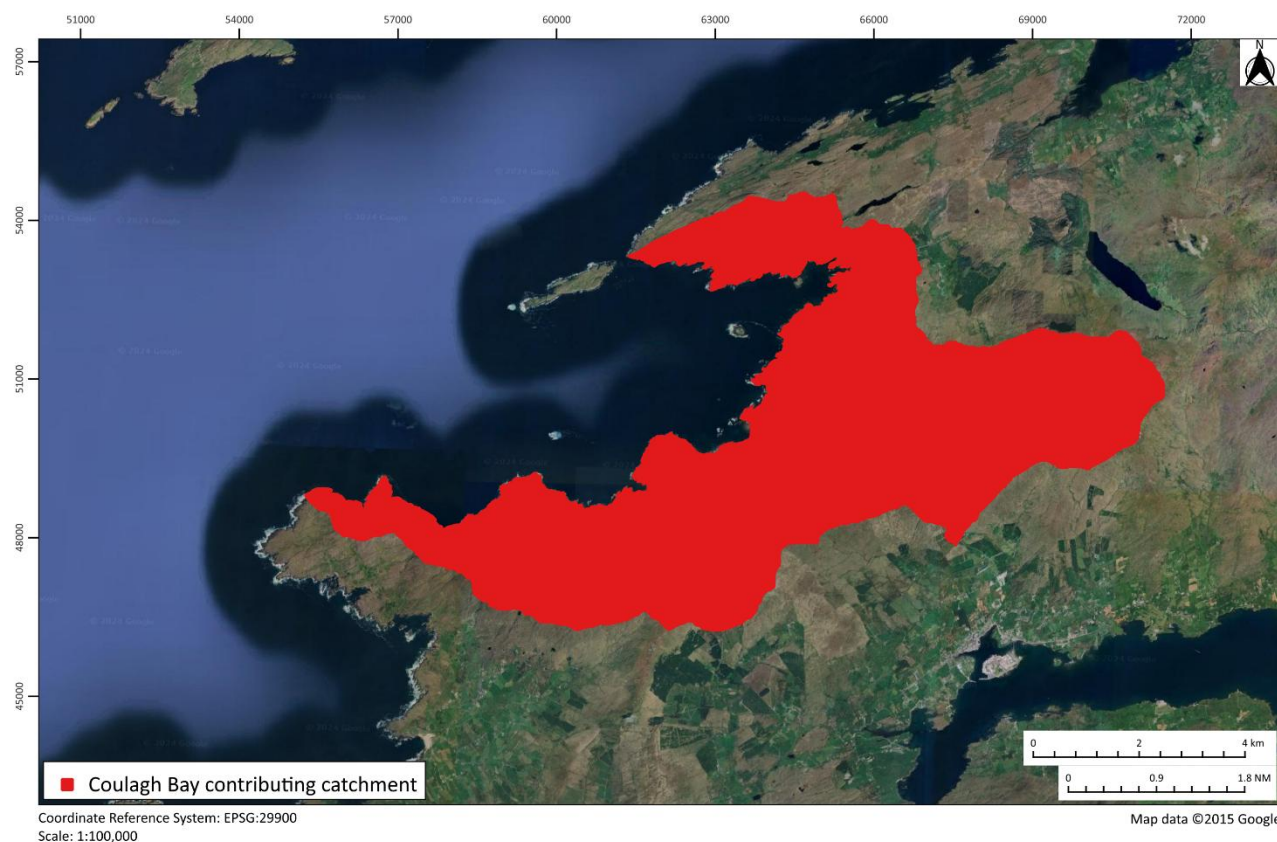 51000 54000 57000 60000 63000 66000 69000 72000
N
57000
54000
51000
48000
45000
0 2 4 km
0 0.9 1.8 NM
Coulagh Bay contributing catchment
Coordinate Reference System: EPSG:29900
Map data ©2015 Google
Scale: 1:100,000